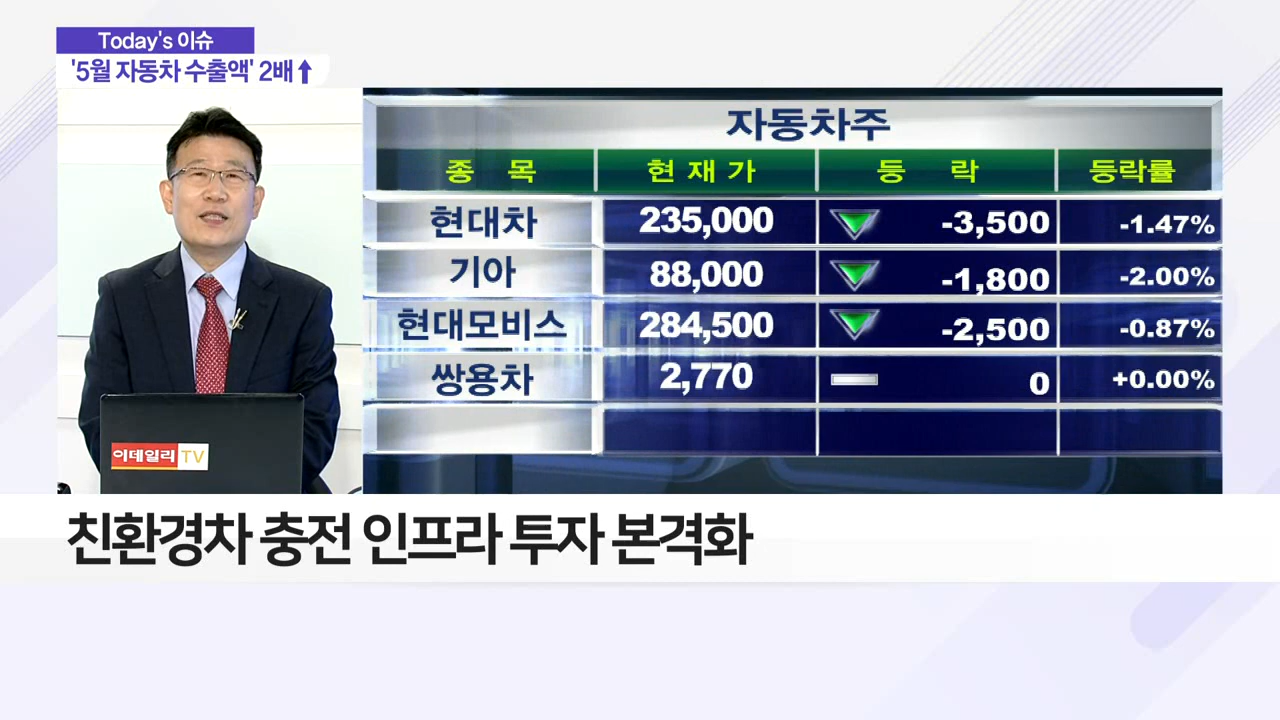 Today's 이슈
'5월 자동차 수출액' 2배↑
자동차주
종 목 현 재 가 등 락 등락률
현대차 235,000 -3,500 -1.47%
기아 88,000 -1,800 -2.00%
현대모비스 284,500 -2,500 -0.87%
쌍용차 2,770 0 +0.00%
이데일리 TV
친환경차 충전 인프라 투자 본격화